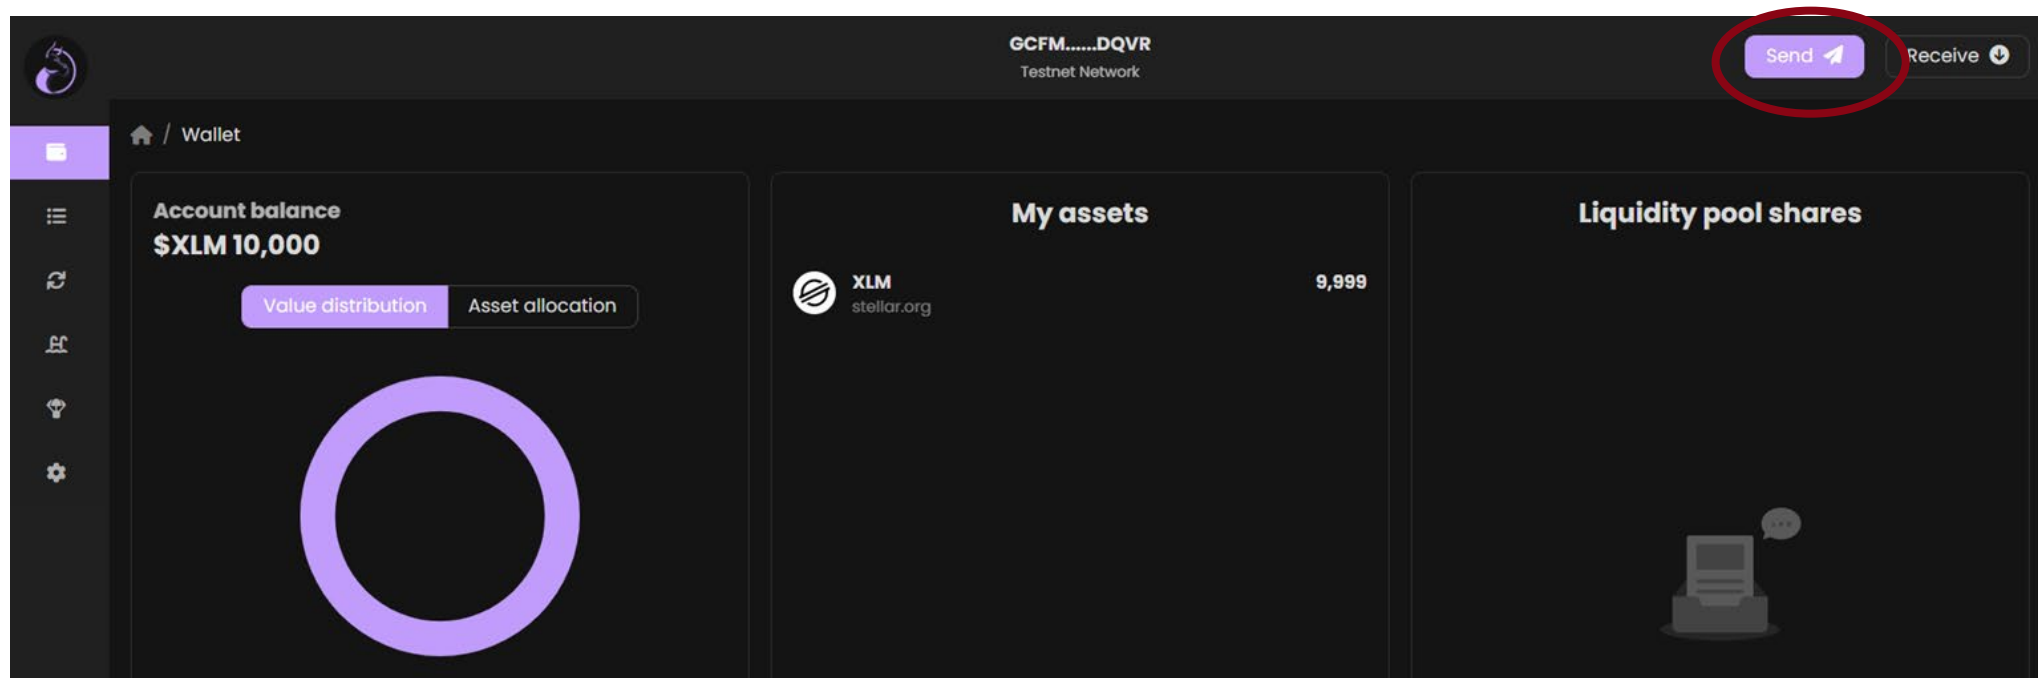 GCFM......DQVR
Testnet Network
Send
Receive
/ Wallet
Account balance
$XLM 10,000
Value distribution
Asset allocation
My assets
XLM
9,999
stellar.org
Liquidity pool shares